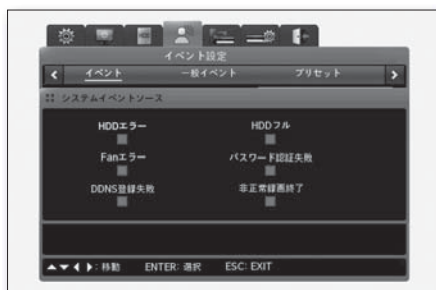 イベント設定
イベント 一般イベント プリセット
システムイベントソース
HDDエラー HDDフル
Fanエラー パスワード認証失敗
DDNS登録失敗 非正常録画終了
▲▼◀▶: 移動 ENTER: 選択 ESC: EXIT